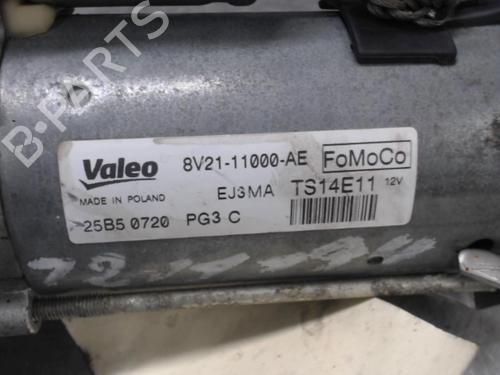 B-PARTS
Valeo 8V21-11000-AE FoMoCo
MADE IN POLAND EJ3MA TS14E11 12V
25B5 0720 PG3 C